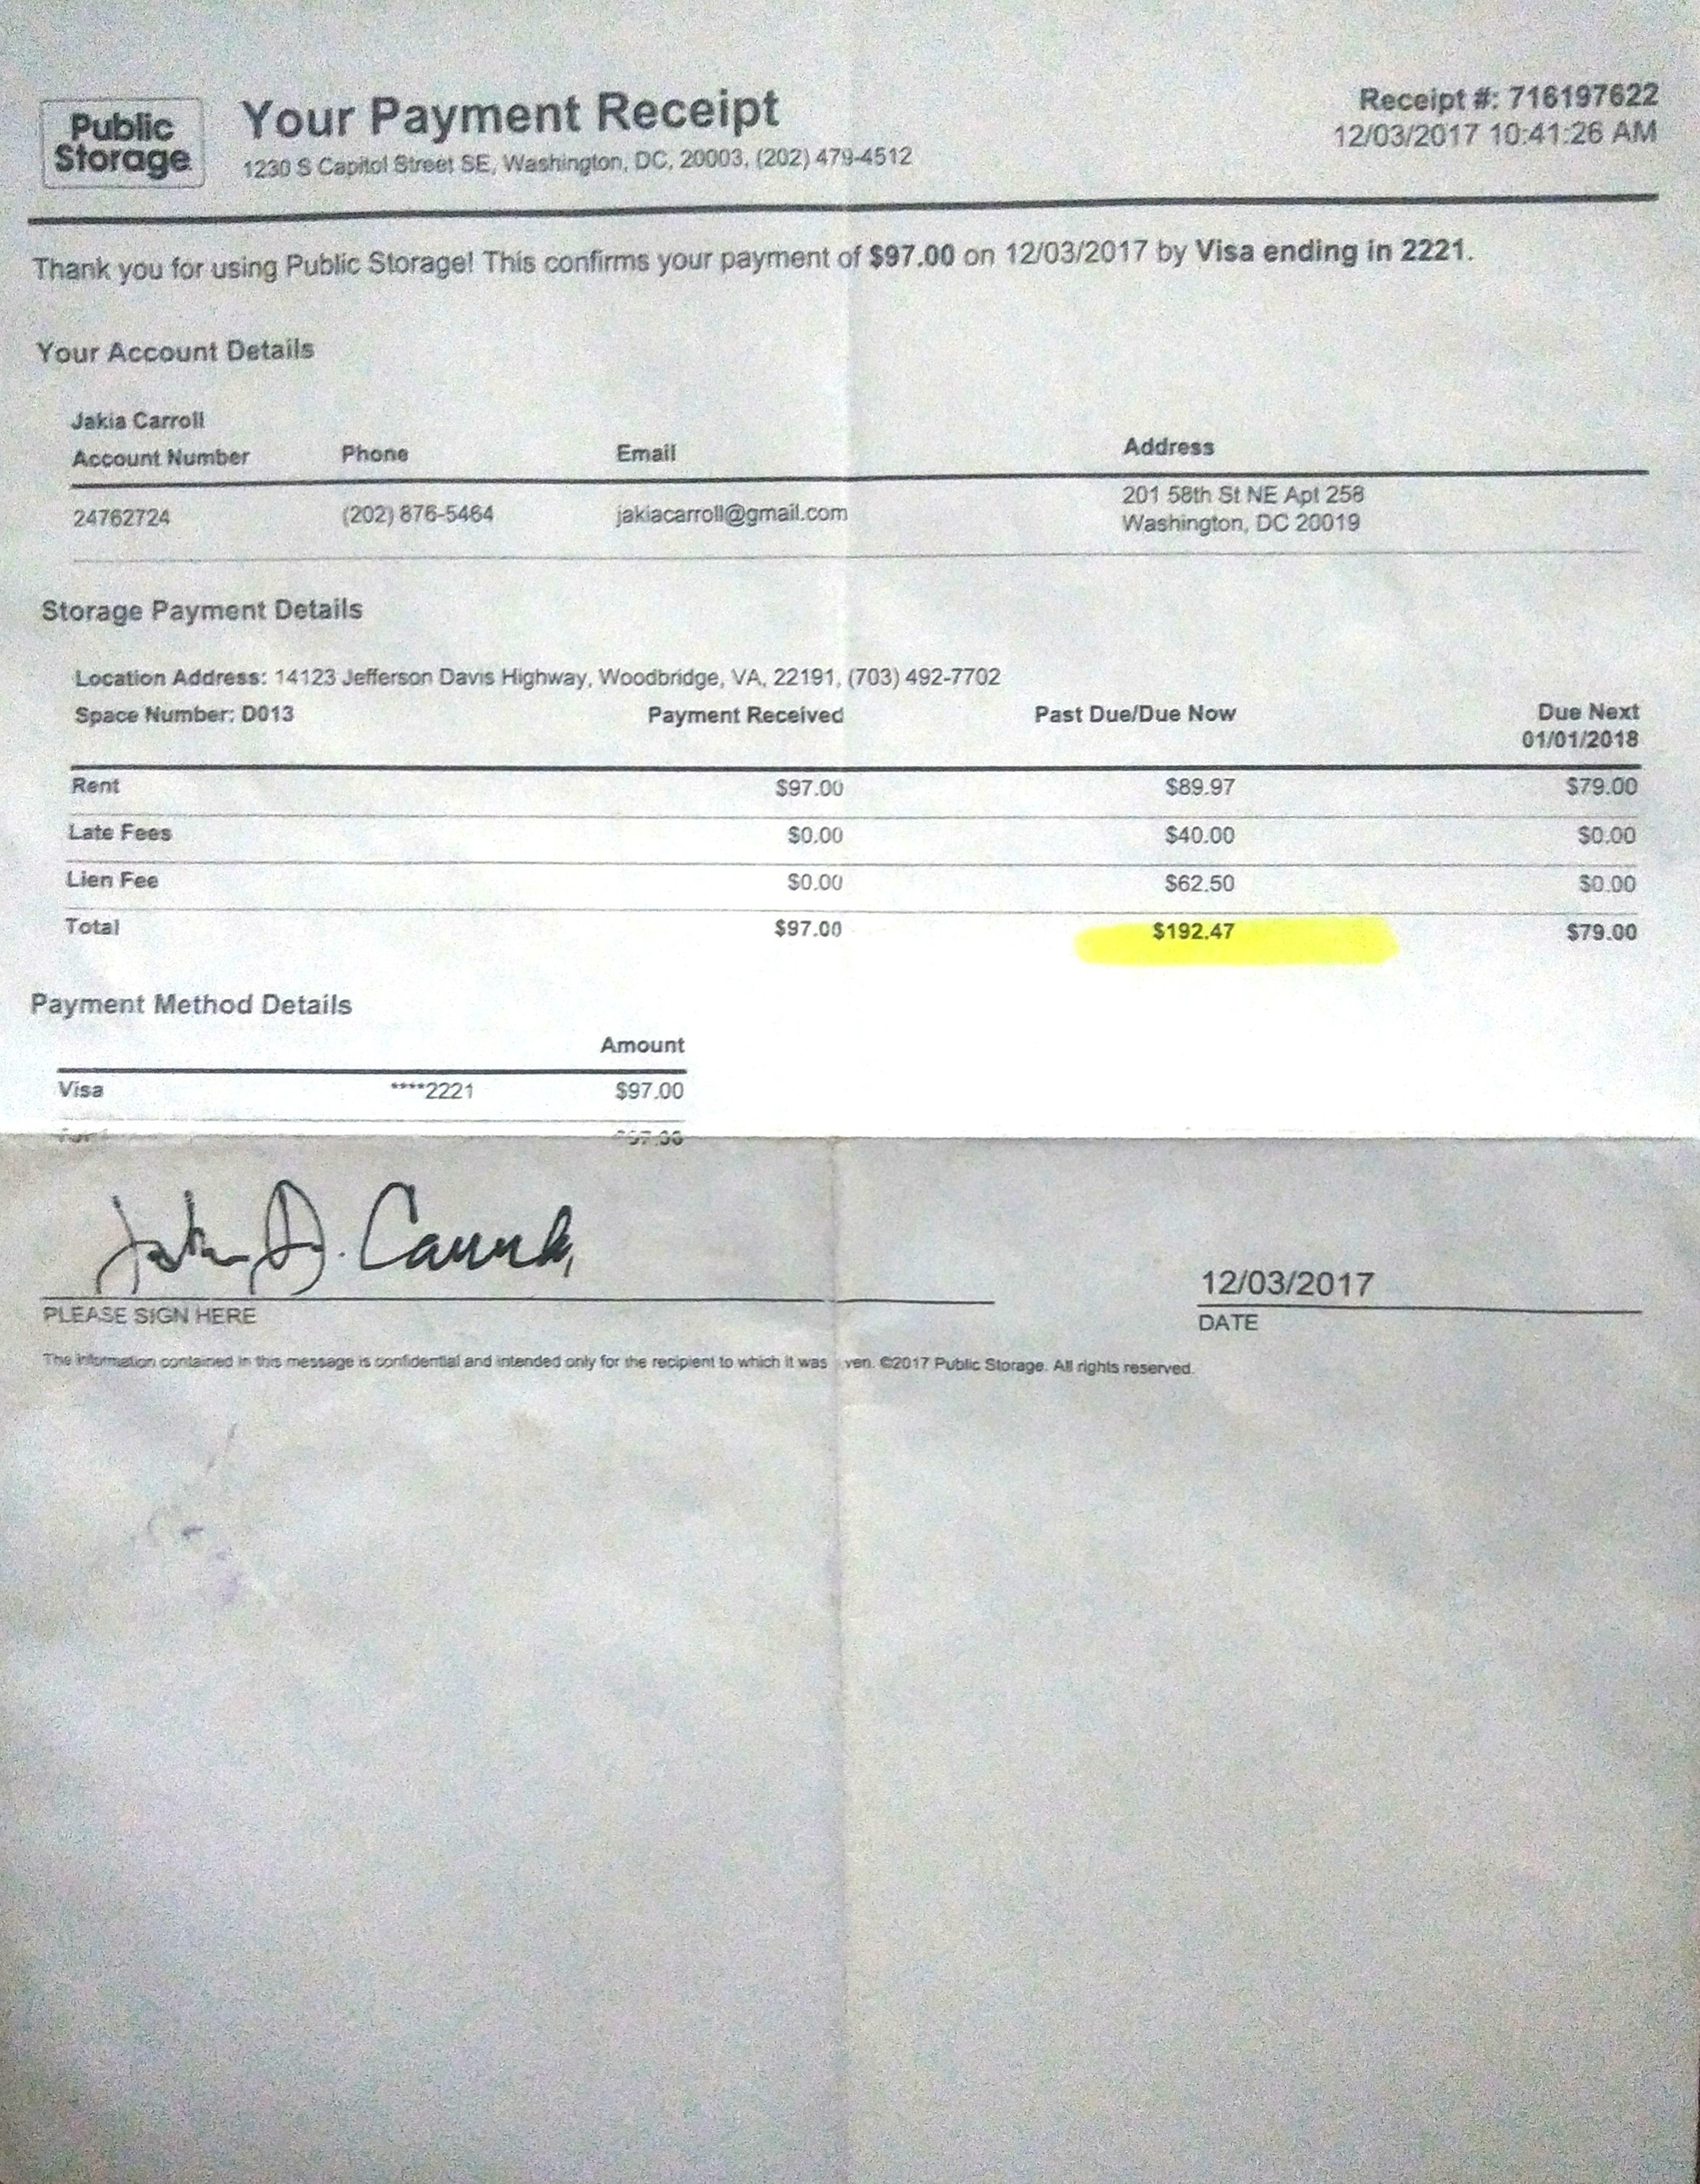 Public Storage
Your Payment Receipt
1230 S Capitol Street SE, Washington, DC, 20003, (202) 479-4512
Receipt #: 716197622
12/03/2017 10:41:26 AM
Thank you for using Public Storage! This confirms your payment of $97.00 on 12/03/2017 by Visa ending in 2221.
Your Account Details
Jakia Carroll
Account Number Phone Email Address
24762724 (202) 876-5464 jakiacarroll@gmail.com 201 58th St NE Apt 258
Washington, DC 20019
Storage Payment Details
Location Address: 14123 Jefferson Davis Highway, Woodbridge, VA, 22191, (703) 492-7702
Space Number: D013 Payment Received Past Due/Due Now Due Next
01/01/2018
Rent $97.00 $89.97 $79.00
Late Fees $0.00 $40.00 $0.00
Lien Fee $0.00 $62.50 $0.00
Total $97.00 $192.47 $79.00
Payment Method Details
Amount
Visa ****2221 $97.00
12/03/2017
PLEASE SIGN HERE DATE
The information contained in this message is confidential and intended only for the recipient to which it was ven. ©2017 Public Storage. All rights reserved.